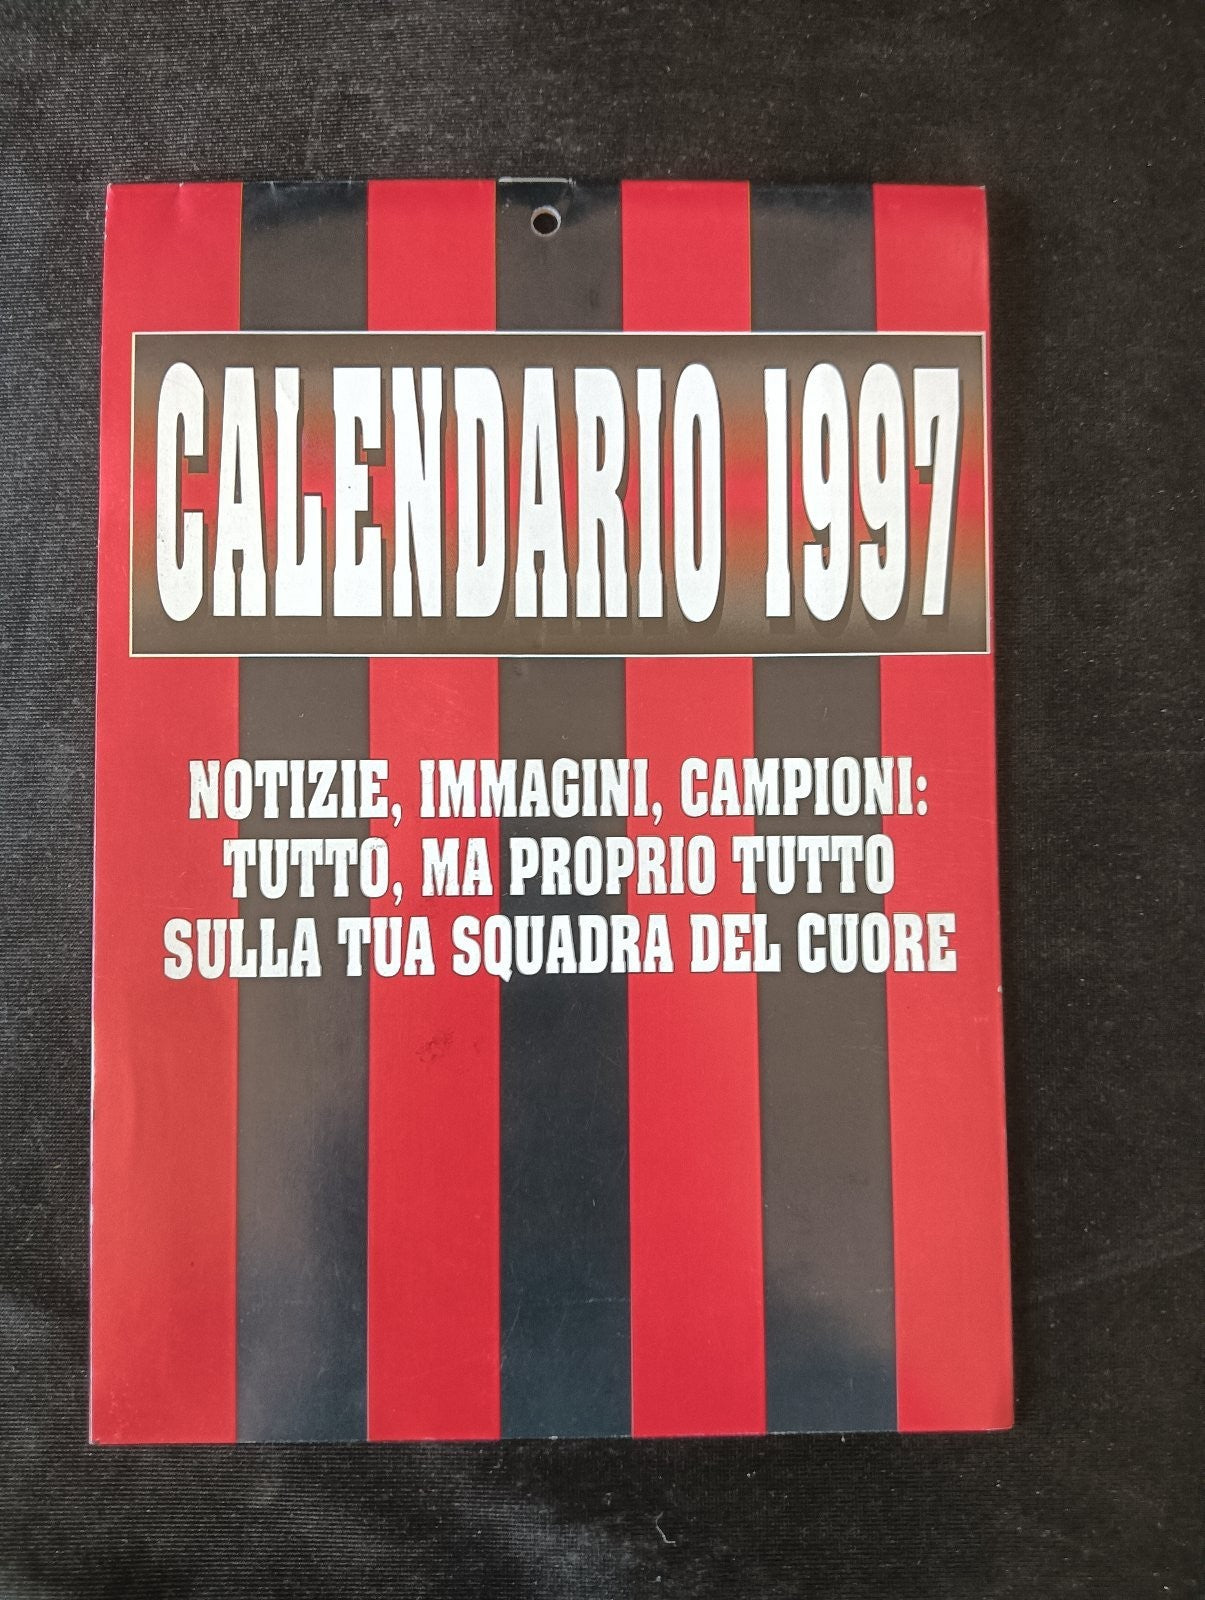 CALENDARIO 1997
NOTIZIE, IMMAGINI, CAMPIONI:
TUTTO, MA PROPRIO TUTTO
SULLA TUA SQUADRA DEL CUORE